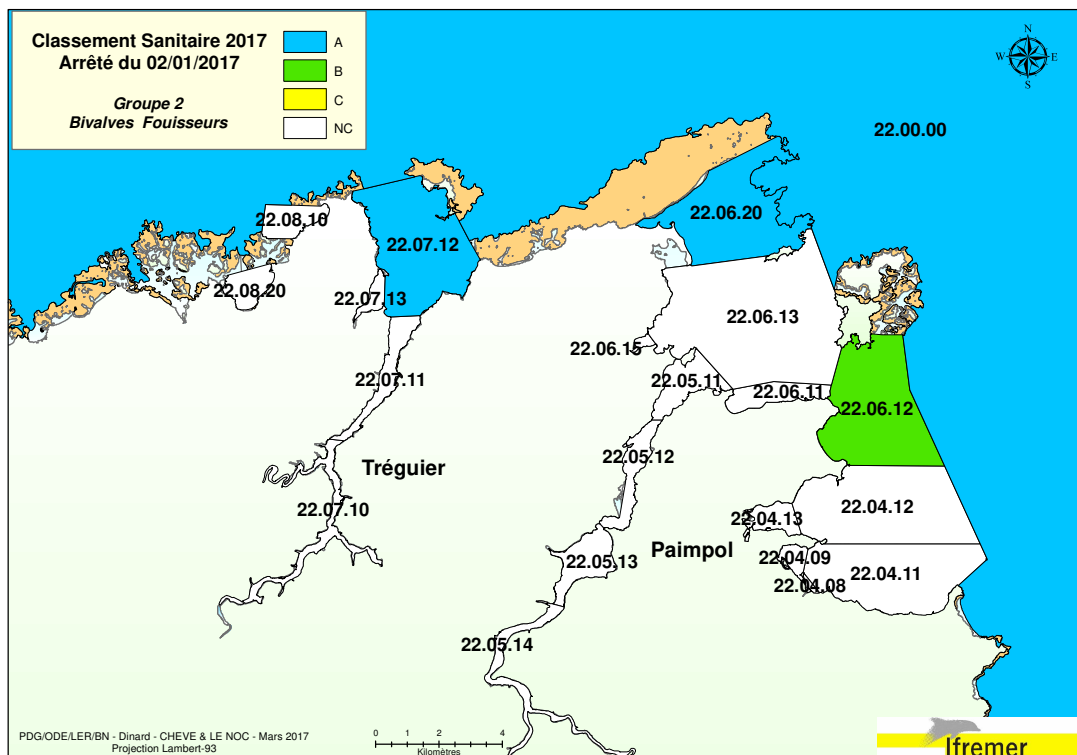 Classement Sanitaire 2017
Arrêté du 02/01/2017
Groupe 2
Bivalves Fouisseurs
A
B
C
NC
N
W
E
S
22.00.00
22.08.10
22.06.20
22.07.12
22.08.20
22.07.13
22.06.13
22.06.15
22.07.11
22.05.11
22.06.11
22.06.12
22.05.12
Tréguier
22.07.10
22.04.12
22.04.13
Paimpol
22.05.13
22.04.09
22.04.11
22.04.08
22.05.14
PDG/ODE/LER/BN - Dinard - CHEVE & LE NOC - Mars 2017
Projection Lambert-93
0 2 4
Kilomètres
Ifremer